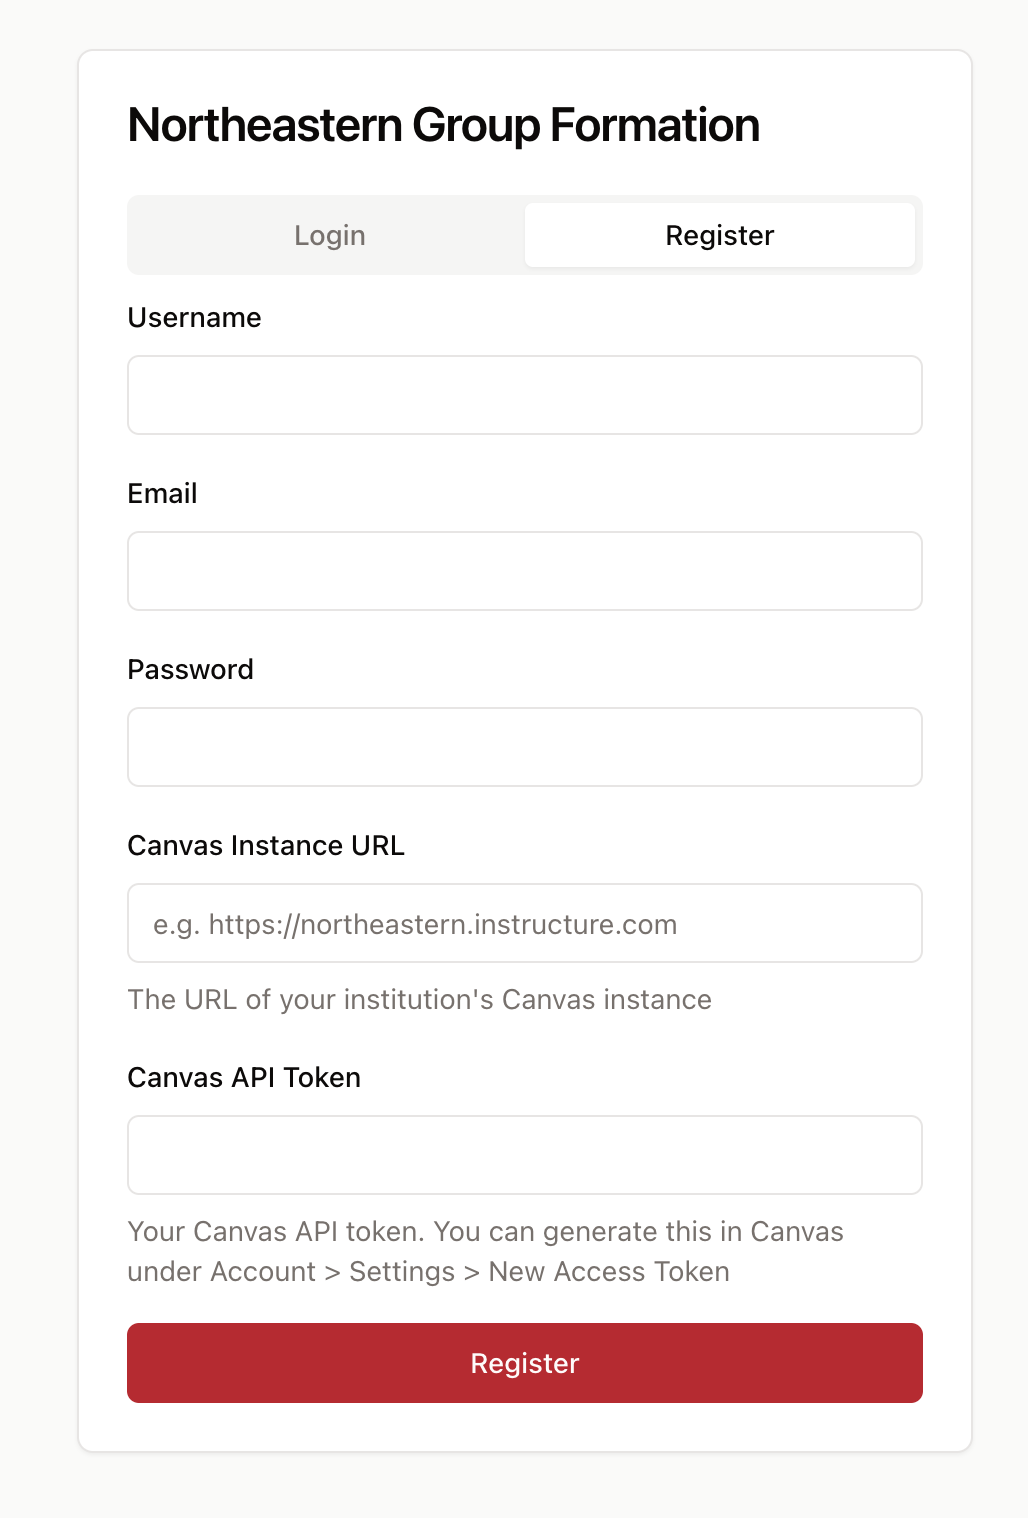 Northeastern Group Formation
Login
Register
Username
Email
Password
Canvas Instance URL
e.g. https://northeastern.instructure.com
The URL of your institution's Canvas instance
Canvas API Token
Your Canvas API token. You can generate this in Canvas
under Account > Settings > New Access Token
Register